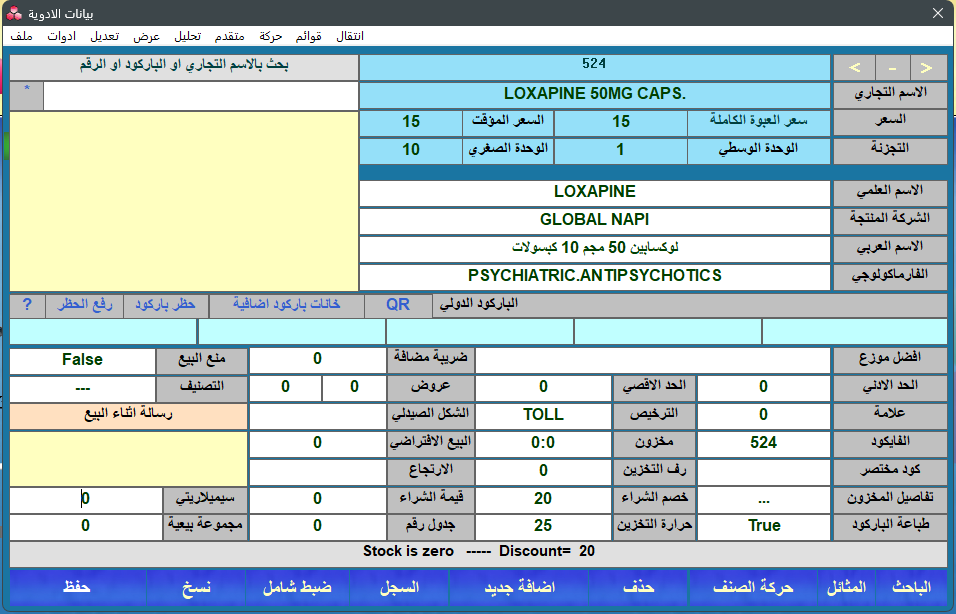 بيانات الادوية
ملف ادوات تعديل عرض تحليل متقدم حركة قوائم انتقال
< - > 524 بحث بالاسم التجاري او الباركود او الرقم
الاسم التجاري LOXAPINE 50MG CAPS. *
السعر سعر العبوة الكاملة 15 السعر المؤقت 15
التجزئة الوحدة الوسطي 1 الوحدة الصغري 10
الاسم العلمي LOXAPINE
الشركة المنتجة GLOBAL NAPI
الاسم العربي لوكسابين 50 مجم 10 كبسولات
الفارماكولوجي PSYCHIATRIC.ANTIPSYCHOTICS
الباركود الدولي QR خانات باركود اضافية حظر باركود رفع الحظر ?
افضل موزع ضريبة مضافة 0 منع البيع False
الحد الادني 0 الحد الاقصي 0 عروض 0 0 التصنيف ---
علامة 0 الترخيص TOLL الشكل الصيدلي رسالة اثناء البيع
الفايكود 524 مخزون 0:0 البيع الافتراضي 0
كود مختصر رف التخزين 0 الارتجاع
تفاصيل المخزون ... خصم الشراء 20 قيمة الشراء 0 سيميلاريتي 0
طباعة الباركود True حرارة التخزين 25 جدول رقم 0 مجموعة بيعية 0
Stock is zero ----- Discount= 20
الباحث المثائل حركة الصنف حذف اضافة جديد السجل ضبط شامل نسخ حفظ